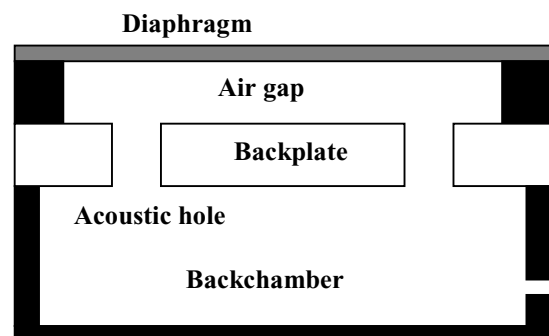 Diaphragm
Air gap
Backplate
Acoustic hole
Backchamber